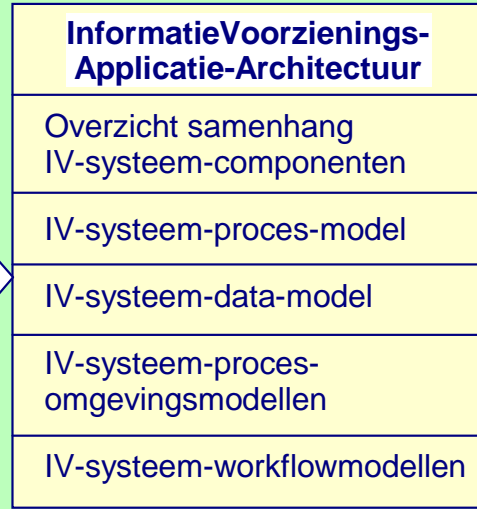 InformatieVoorzienings-
Applicatie-Architectuur
Overzicht samenhang
IV-systeem-componenten
IV-systeem-proces-model
IV-systeem-data-model
IV-systeem-proces-
omgevingsmodellen
IV-systeem-workflowmodellen